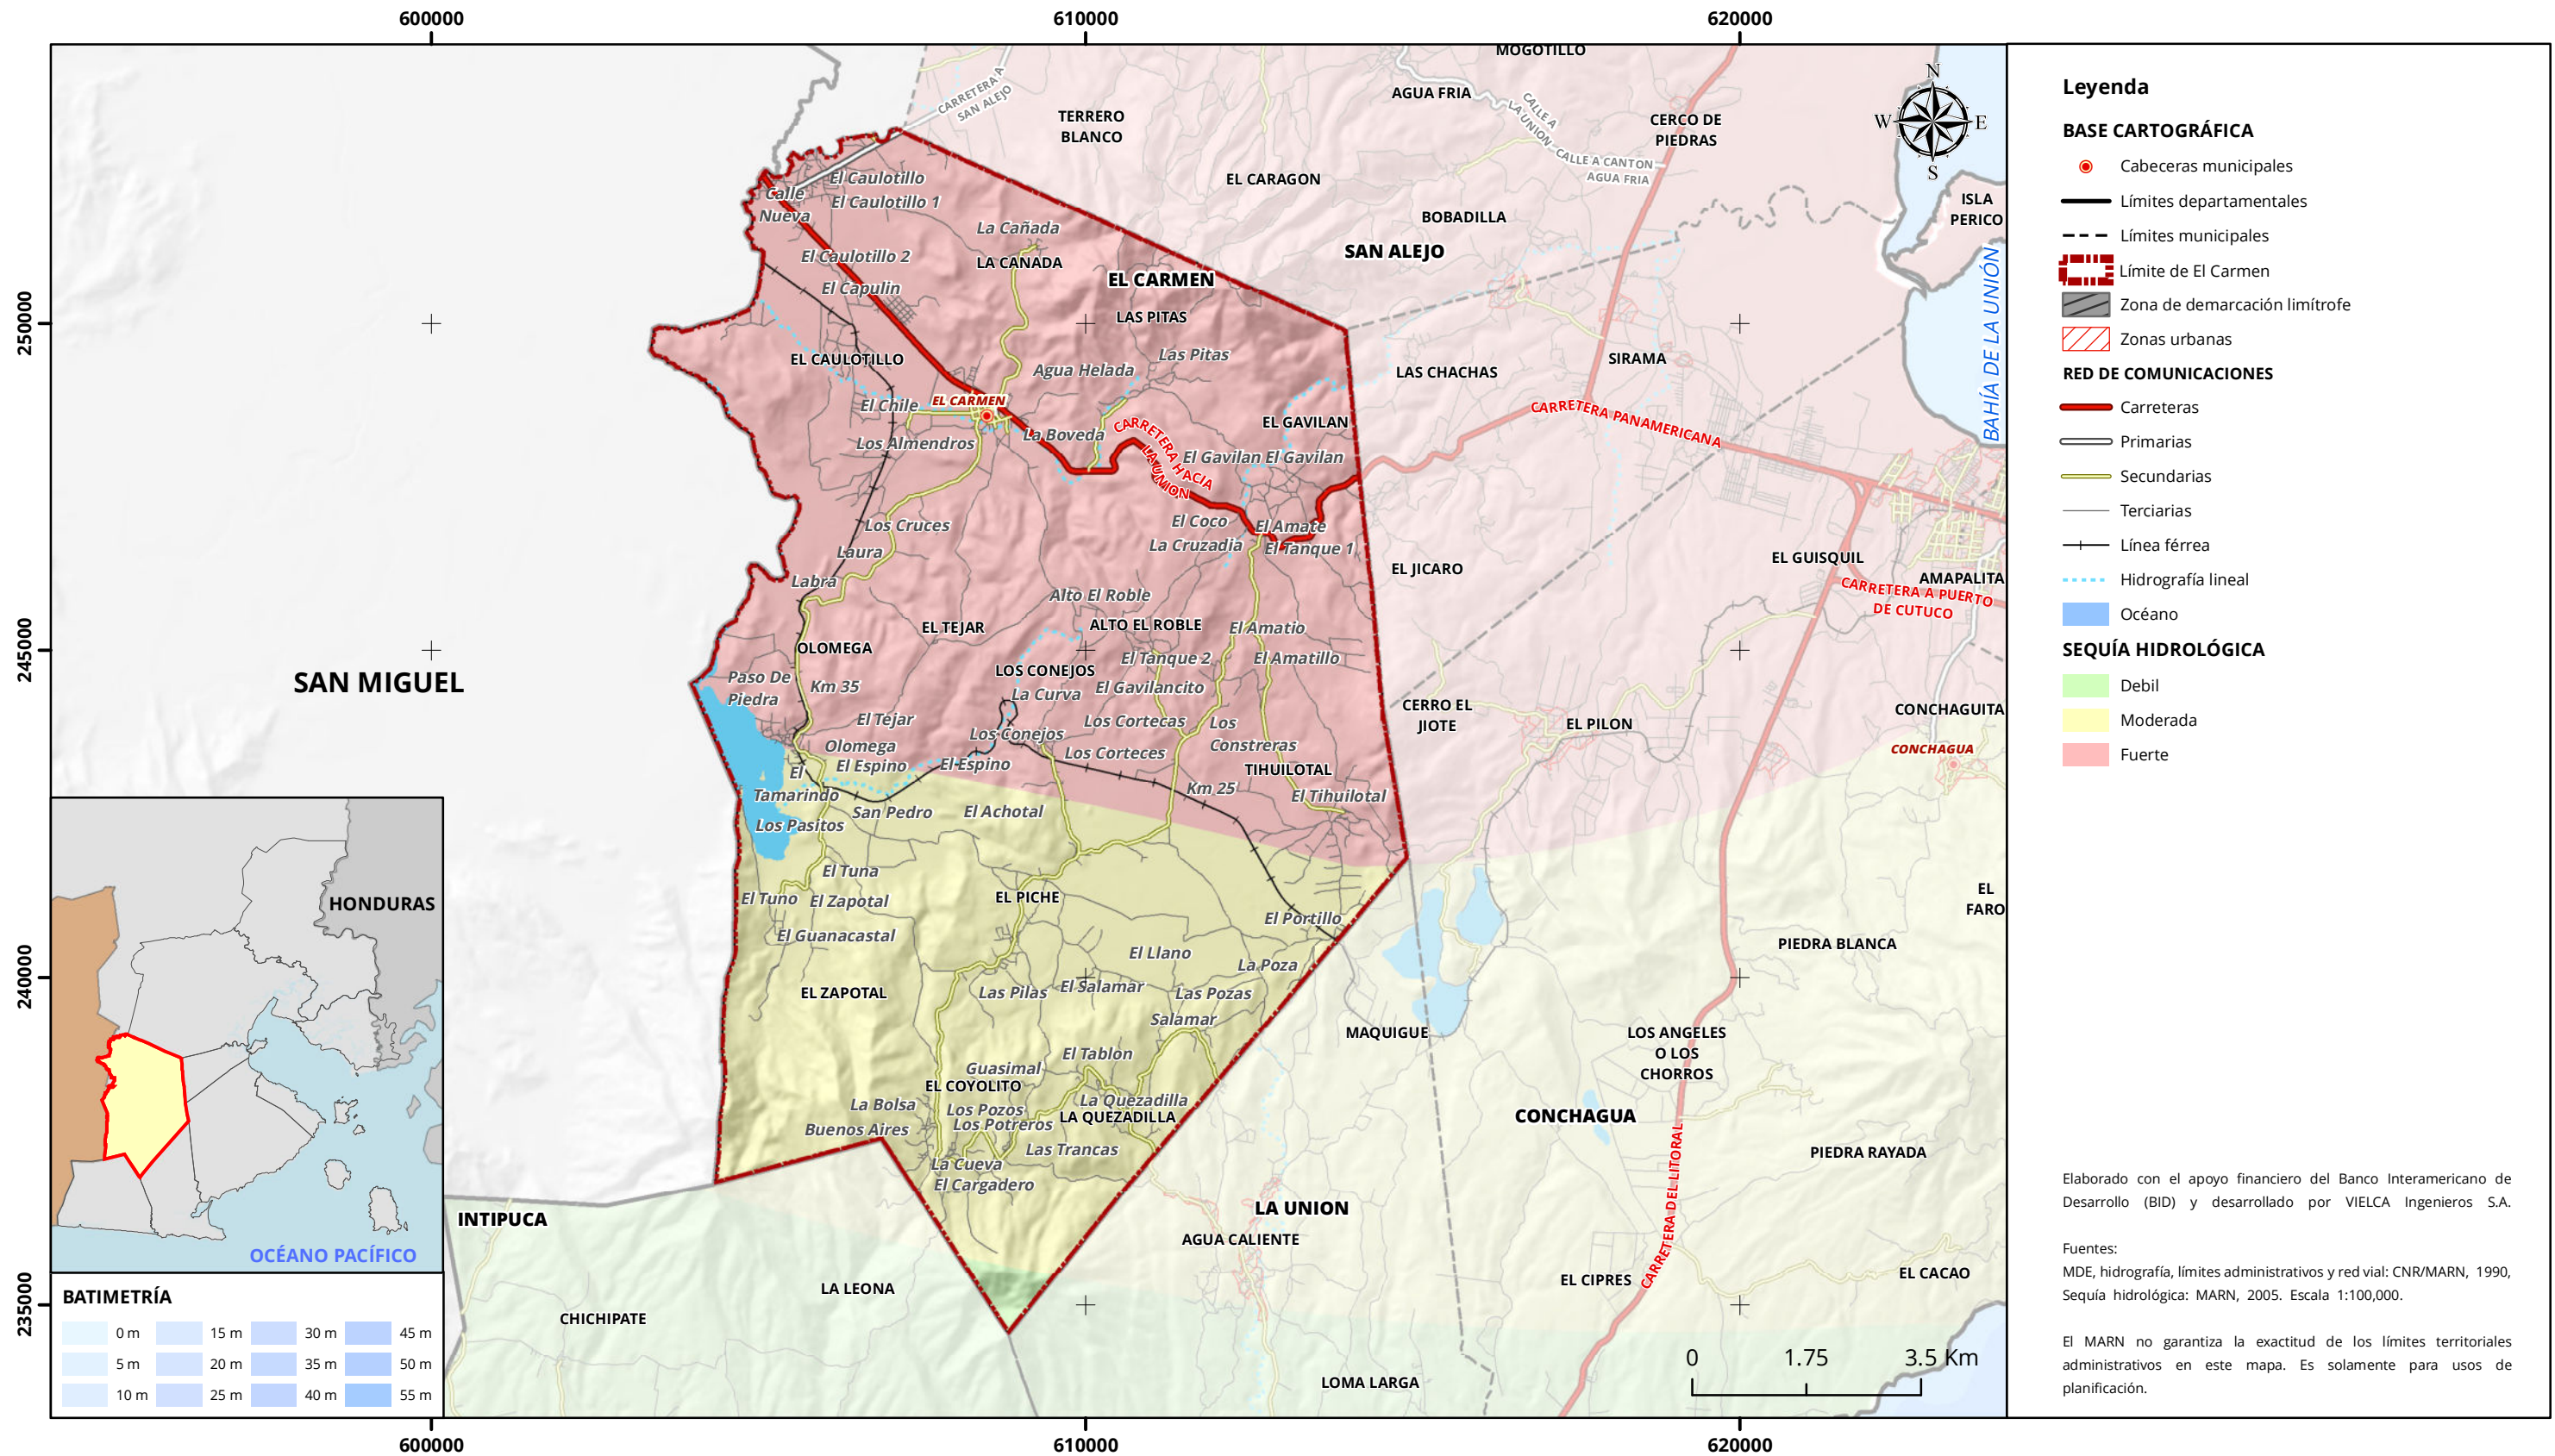 600000
610000
620000
250000
245000
240000
235000
600000
610000
620000
MOGOTILLO
AGUA FRIA
CARRETERA A
SAN ALEJO
TERRERO
BLANCO
CALLE A
LA UNION
CALLE A CANTON
AGUA FRIA
CERCO DE
PIEDRAS
N
W
E
S
EL CARAGON
ISLA
PERICO
BOBADILLA
SAN ALEJO
BAHÍA DE LA UNIÓN
El Caulotillo
Calle
Nueva
El Caulotillo 1
La Cañada
LA CAÑADA
El Caulotillo 2
EL CARMEN
El Capulin
LAS PITAS
EL CAULOTILLO
Las Pitas
Agua Helada
SIRAMA
LAS CHACHAS
El Chile
EL CARMEN
CARRETERA PANAMERICANA
EL GAVILAN
Los Almendros
La Boveda
CARRETERA HACIA
LA UNION
El Gavilan
El Gavilan
Los Cruces
El Coco
El Amate
Laura
La Cruzadia
El Tanque 1
EL GUISQUIL
EL JICARO
AMAPALITA
Labra
CARRETERA A PUERTO
DE CUTUCO
Alto El Roble
EL TEJAR
ALTO EL ROBLE
El Amatio
OLOMEGA
El Tanque 2
El Amatillo
LOS CONEJOS
SAN MIGUEL
Paso De
Piedra
Km 35
La Curva
El Gavilancito
El Tejar
Los Cortecas
Los
Constreras
CERRO EL
JIOTE
EL PILON
CONCHAGUITA
CONCHAGUA
Los Conejos
Olomega
Los Corteces
El Espino
El Espino
TIHUILOTAL
El
Tamarindo
Km 25
El Tihuilotal
San Pedro
El Achotal
Los Pasitos
El Tuna
El Tuno
El Zapotal
EL PICHE
EL
FARO
El Portillo
El Guanacastal
PIEDRA BLANCA
El Llano
La Poza
EL ZAPOTAL
Las Pilas
El Salamar
Las Pozas
Salamar
MAQUIGUE
LOS ANGELES
O LOS
CHORROS
El Tablon
Guasimal
EL COYOLITO
La Bolsa
Los Pozos
La Quezadilla
LA QUEZADILLA
Los Potreros
Buenos Aires
CONCHAGUA
Las Trancas
PIEDRA RAYADA
La Cueva
El Cargadero
CARRETERA DEL LITORAL
INTIPUCA
LA UNION
AGUA CALIENTE
EL CIPRES
EL CACAO
LA LEONA
CHICHIPATE
LOMA LARGA
0 1.75 3.5 Km
HONDURAS
OCÉANO PACÍFICO
BATIMETRÍA
0 m 15 m 30 m 45 m
5 m 20 m 35 m 50 m
10 m 25 m 40 m 55 m
Leyenda
BASE CARTOGRÁFICA
Cabeceras municipales
Límites departamentales
Límites municipales
Límite de El Carmen
Zona de demarcación limítrofe
Zonas urbanas
RED DE COMUNICACIONES
Carreteras
Primarias
Secundarias
Terciarias
Línea férrea
Hidrografía lineal
Océano
SEQUÍA HIDROLÓGICA
Debil
Moderada
Fuerte
Elaborado con el apoyo financiero del Banco Interamericano de
Desarrollo (BID) y desarrollado por VIELCA Ingenieros S.A.
Fuentes:
MDE, hidrografía, límites administrativos y red vial: CNR/MARN, 1990,
Sequía hidrológica: MARN, 2005. Escala 1:100,000.
El MARN no garantiza la exactitud de los límites territoriales
administrativos en este mapa. Es solamente para usos de
planificación.